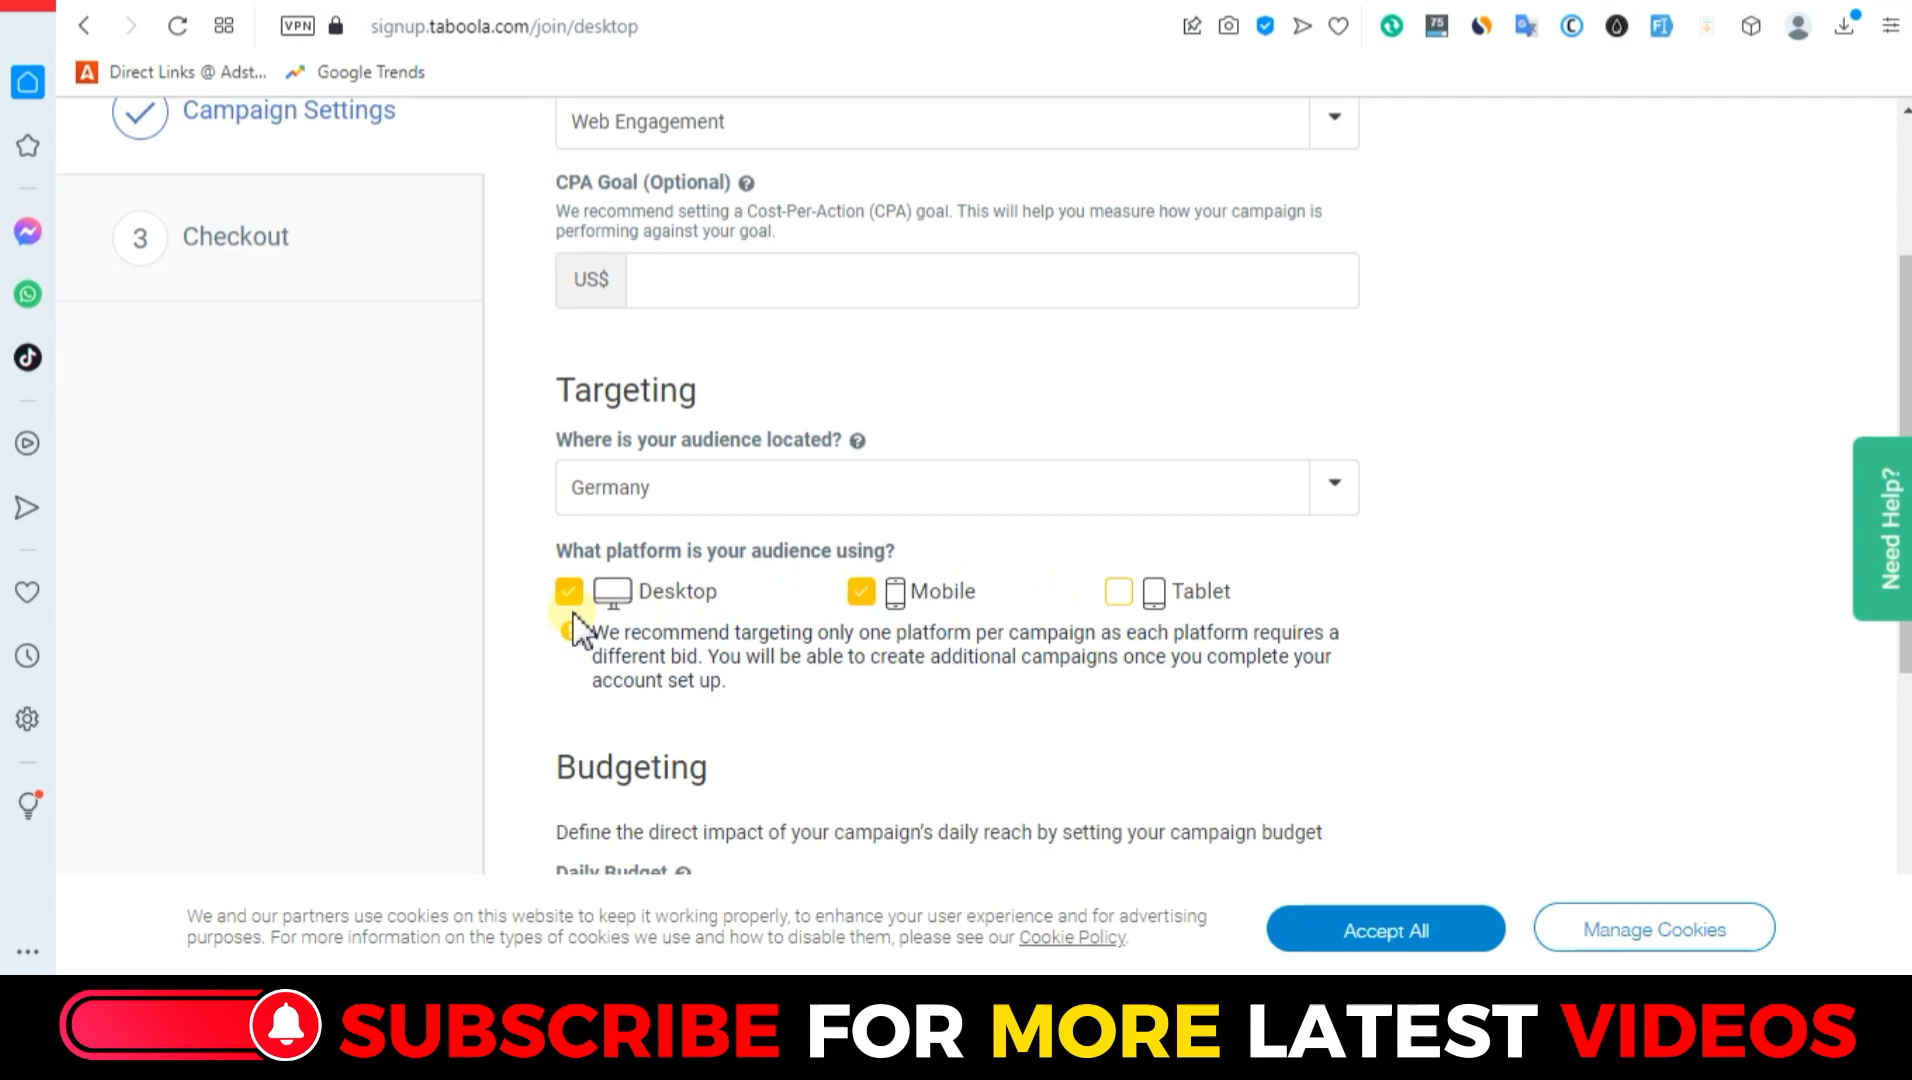 VPN
signup.taboola.com/join/desktop
75
Direct Links @ Adst...
Google Trends
Campaign Settings
Web Engagement
CPA Goal (Optional)
We recommend setting a Cost-Per-Action (CPA) goal. This will help you measure how your campaign is
performing against your goal.
3
Checkout
US$
Targeting
Where is your audience located?
Germany
What platform is your audience using?
Desktop
Mobile
Tablet
We recommend targeting only one platform per campaign as each platform requires a
different bid. You will be able to create additional campaigns once you complete your
account set up.
Need Help?
Budgeting
Define the direct impact of your campaign's daily reach by setting your campaign budget
Daily Budget
We and our partners use cookies on this website to keep it working properly, to enhance your user experience and for advertising
purposes. For more information on the types of cookies we use and how to disable them, please see our Cookie Policy.
Accept All
Manage Cookies
SUBSCRIBE FOR MORE LATEST VIDEOS